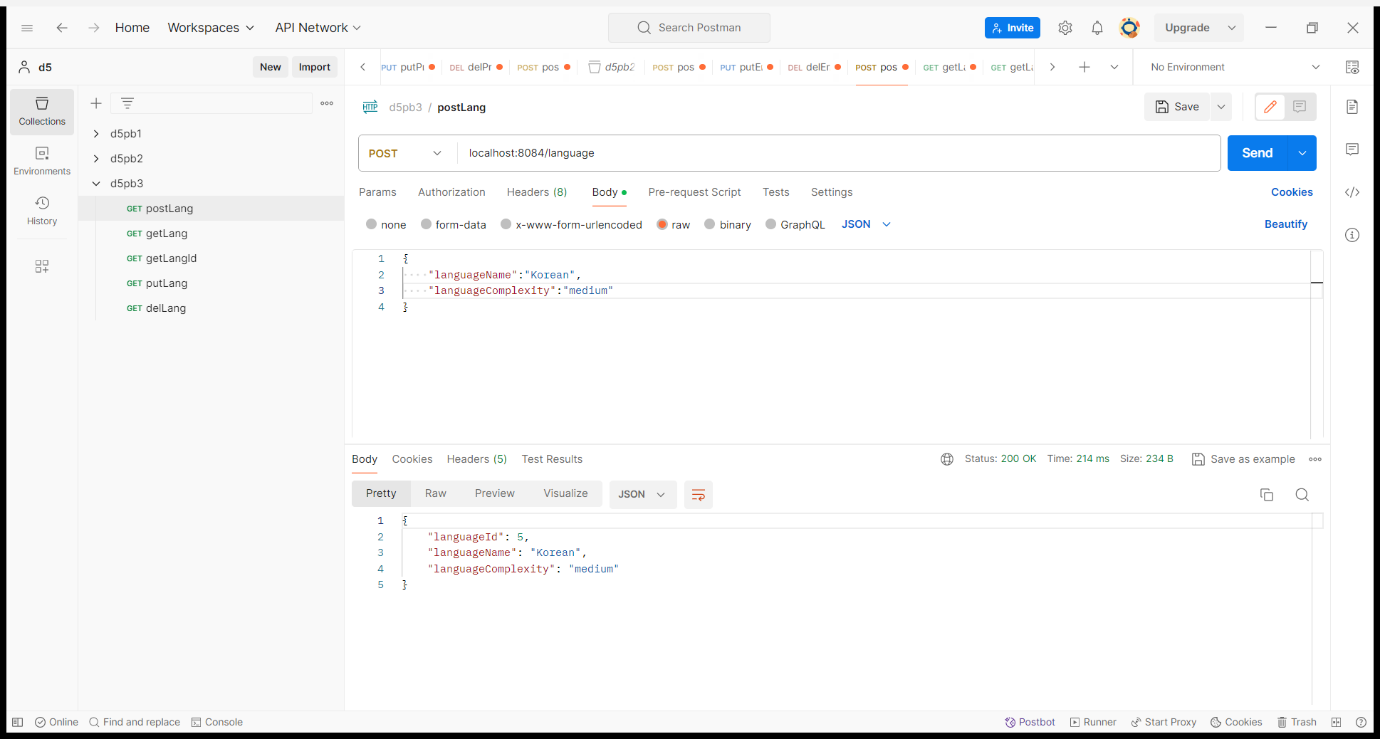 Home Workspaces API Network Search Postman Invite Upgrade
d5 New Import PUT putPr DEL delPr POST pos d5pb2 POST pos PUT putEr DEL delEr POST pos GET getLa GET getLa No Environment
Collections
Environments
History
d5pb1
d5pb2
d5pb3
GET postLang
GET getLang
GET getLangId
GET putLang
GET delLang
HTTP d5pb3 / postLang Save
POST localhost:8084/language Send
Params Authorization Headers (8) Body Pre-request Script Tests Settings Cookies
none form-data x-www-form-urlencoded raw binary GraphQL JSON Beautify
1 {
2 "languageName":"Korean",
3 "languageComplexity":"medium"
4 }
Body Cookies Headers (5) Test Results Status: 200 OK Time: 214 ms Size: 234 B Save as example
Pretty Raw Preview Visualize JSON
1 {
2 "languageId": 5,
3 "languageName": "Korean",
4 "languageComplexity": "medium"
5 }
Online Find and replace Console Postbot Runner Start Proxy Cookies Trash